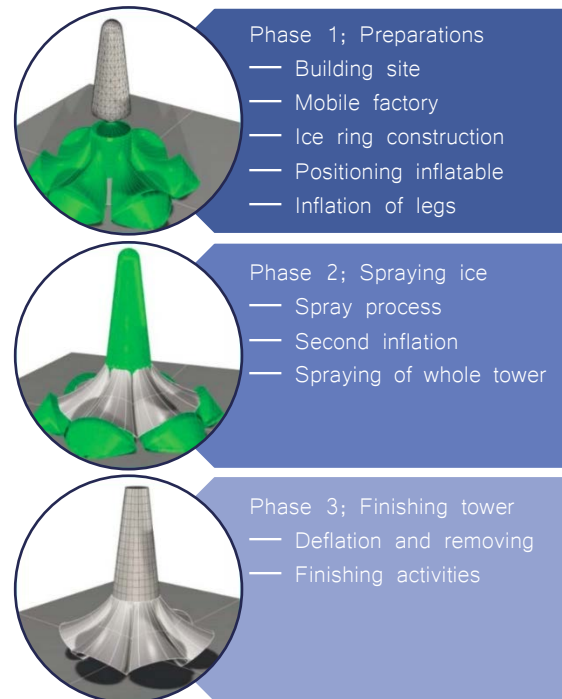 Phase 1; Preparations
— Building site
— Mobile factory
— Ice ring construction
— Positioning inflatable
— Inflation of legs
Phase 2; Spraying ice
— Spray process
— Second inflation
— Spraying of whole tower
Phase 3; Finishing tower
— Deflation and removing
— Finishing activities